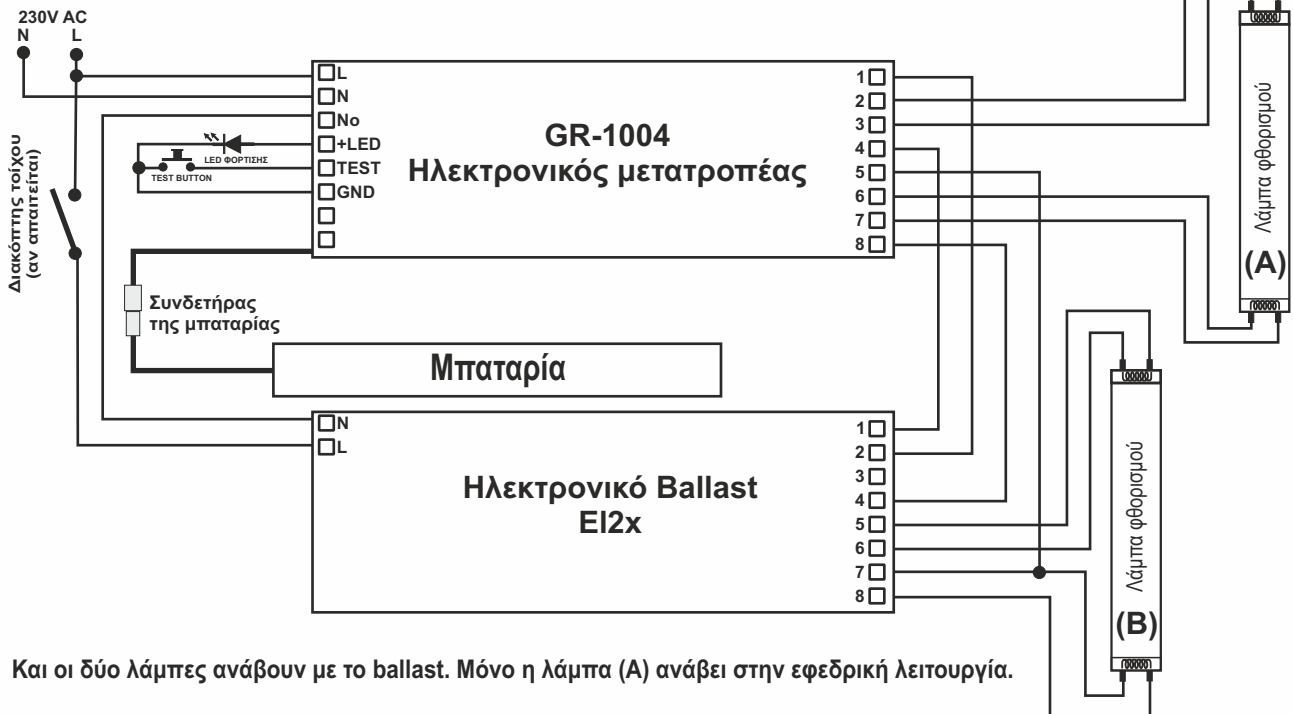 230V AC
N L
Διακόπτης τοίχου
(αν απαιτείται)
L
N
No
+LED
TEST
GND
LED ΦΟΡΤΙΣΗΣ
TEST BUTTON
GR-1004
Ηλεκτρονικός μετατροπέας
1
2
3
4
5
6
7
8
Λάμπα φθορισμού
(A)
Συνδετήρας
της μπαταρίας
Μπαταρία
N
L
Ηλεκτρονικό Ballast
El2x
1
2
3
4
5
6
7
8
Λάμπα φθορισμού
(B)
Και οι δύο λάμπες ανάβουν με το ballast. Μόνο η λάμπα (Α) ανάβει στην εφεδρική λειτουργία.